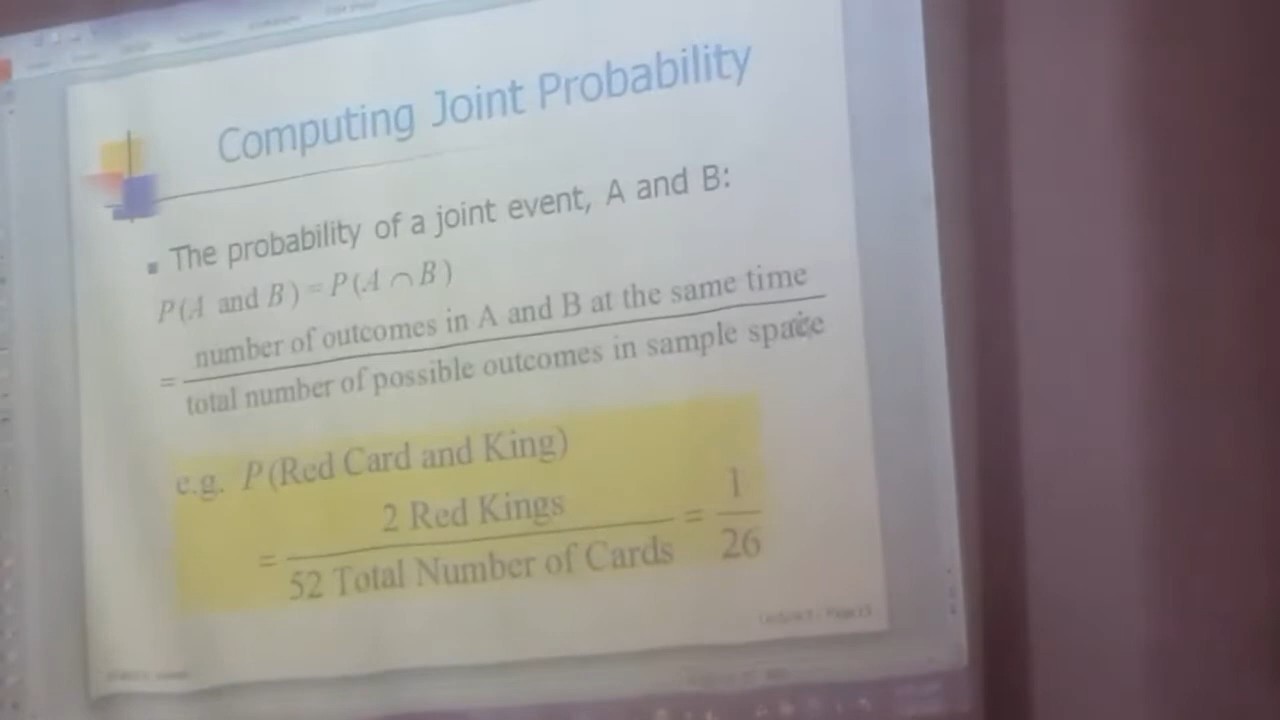 Computing Joint Probability
The probability of a joint event, A and B:
P(A and B) = P(A ∩ B)
number of outcomes in A and B at the same time
=
total number of possible outcomes in sample space
e.g. P(Red Card and King)
2 Red Kings
=
52 Total Number of Cards
= 1
26